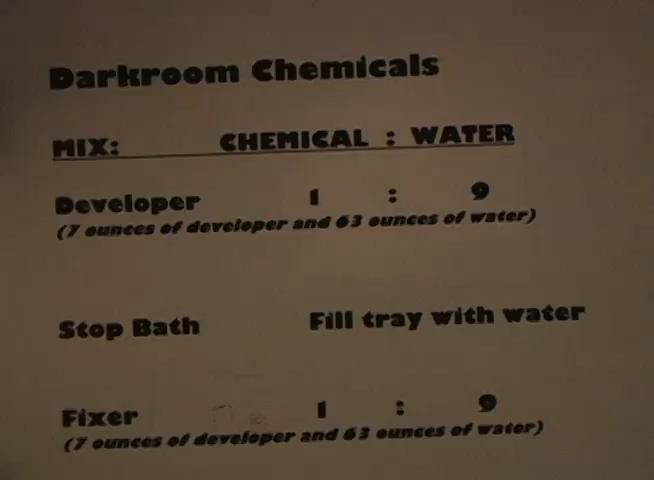 Darkroom Chemicals
MIX: CHEMICAL : WATER
Developer 1 : 9
(7 ounces of developer and 63 ounces of water)
Stop Bath Fill tray with water
Fixer 1 : 9
(7 ounces of developer and 63 ounces of water)